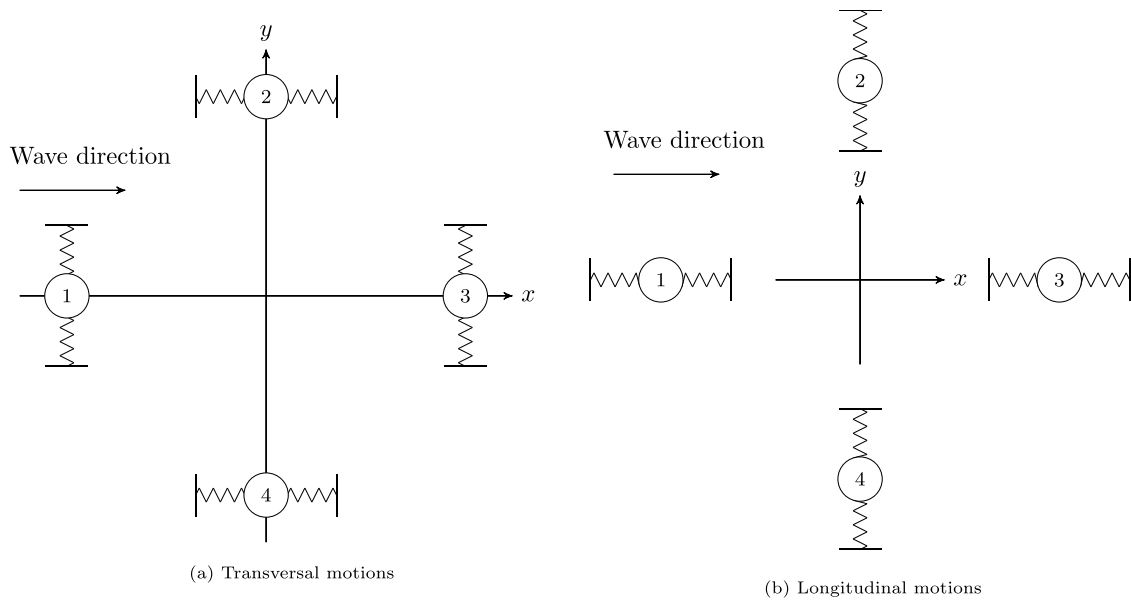 y
2
Wave direction
1
3
x
4
(a) Transversal motions
2
Wave direction
y
1
x
3
4
(b) Longitudinal motions